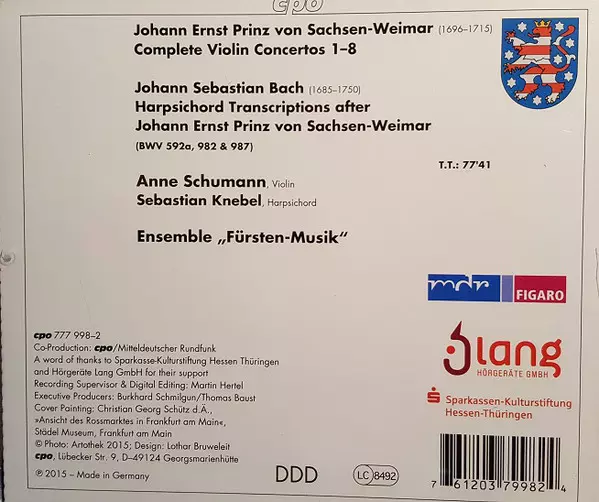 cpo
Johann Ernst Prinz von Sachsen-Weimar (1696–1715)
Complete Violin Concertos 1–8
Johann Sebastian Bach (1685–1750)
Harpsichord Transcriptions after
Johann Ernst Prinz von Sachsen-Weimar
(BWV 592a, 982 & 987)
T.T.: 77'41
Anne Schumann, Violin
Sebastian Knebel, Harpsichord
Ensemble „Fürsten-Musik“
mdr FIGARO
lang
HÖRGERÄTE GMBH
Sparkassen-Kulturstiftung
Hessen-Thüringen
cpo 777 998–2
Co-Production: cpo/Mitteldeutscher Rundfunk
A word of thanks to Sparkasse-Kulturstiftung Hessen Thüringen
and Hörgeräte Lang GmbH for their support
Recording Supervisor & Digital Editing: Martin Hertel
Executive Producers: Burkhard Schmilgun/Thomas Baust
Cover Painting: Christian Georg Schütz d.Ä.,
»Ansicht des Rossmarktes in Frankfurt am Main«,
Städel Museum, Frankfurt am Main
© Photo: Artothek 2015; Design: Lothar Bruweleit
cpo, Lübecker Str. 9, D–49124 Georgsmarienhütte
℗ 2015 – Made in Germany
DDD
LC 8492
7 61203 79982 4